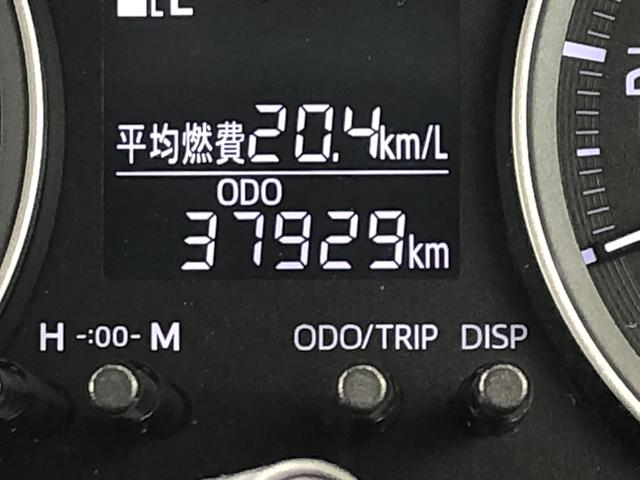 平均燃費20.4km/L
ODO
37929km
H -:00- M ODO/TRIP DISP